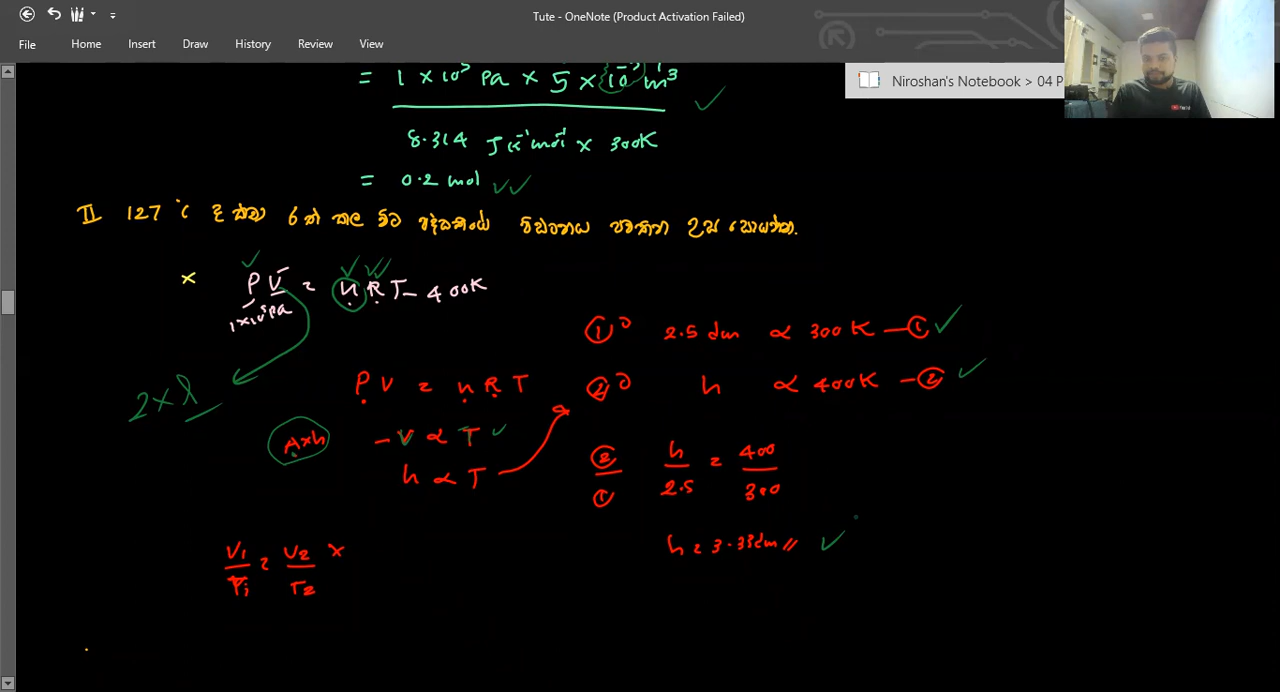 Tute - OneNote (Product Activation Failed)
File Home Insert Draw History Review View
Niroshan's Notebook > 04 P
= 1 × 10⁵ Pa × 5 × 10⁻³ m³
8.314 JK⁻¹mol⁻¹ × 300K
= 0.2 mol
II 127 °C ද
× PV = nRT - 400K
1×10⁵Pa
① 2.5 dm ∝ 300K — ①
2 × λ
PV = nRT
② h ∝ 400K — ②
A×h
- V ∝ T
h ∝ T
②/① h/2.5 = 400/300
h = 3.33dm //
V₁/T₁ = V₂/T₂ ×